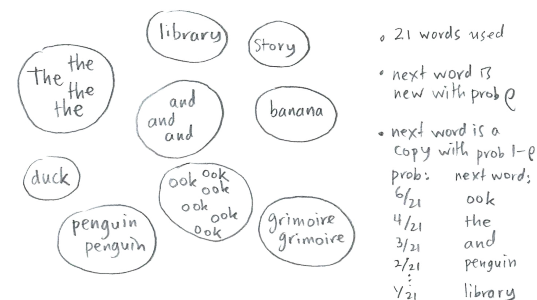 library
story
The the
the
the
and
and
and
banana
duck
ook ook
ook
ook
ook
ook
penguin
penguin
grimoire
grimoire
• 21 words used
• next word is
new with prob ρ
• next word is a
copy with prob 1-ρ
prob: next word:
6/21 ook
4/21 the
3/21 and
2/21 penguin
⋮
1/21 library